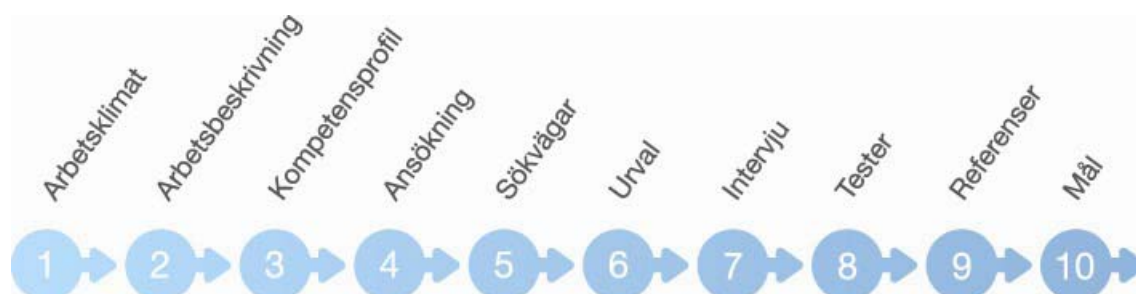 Arbetsklimat
Arbetsbeskrivning
Kompetensprofil
Ansökning
Sökvägar
Urval
Intervju
Tester
Referenser
Mål
1 2 3 4 5 6 7 8 9 10